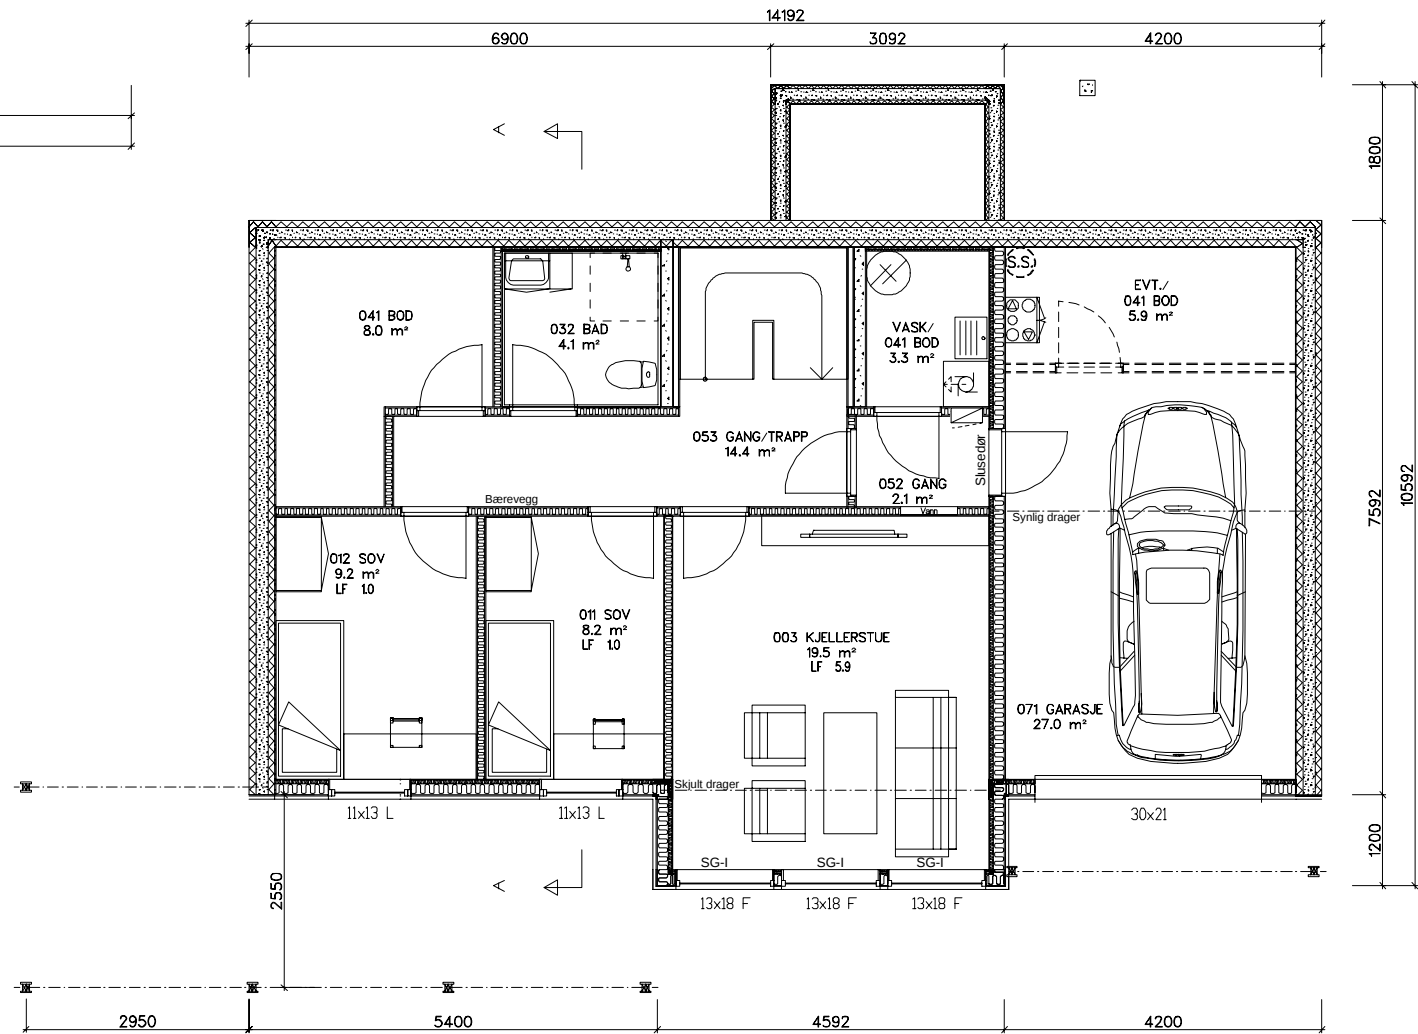 14192
6900
3092
4200
A
1800
S.S.
EVT./
041 BOD
5.9 m²
041 BOD
8.0 m²
032 BAD
4.1 m²
VASK/
041 BOD
3.3 m²
053 GANG/TRAPP
14.4 m²
Slusedør
052 GANG
2.1 m²
Vann
Bærevegg
Synlig drager
7592
10592
012 SOV
9.2 m²
LF 1.0
011 SOV
8.2 m²
LF 1.0
003 KJELLERSTUE
19.5 m²
LF 5.9
071 GARASJE
27.0 m²
Skjult drager
11x13 L
11x13 L
30x21
1200
SG-I
SG-I
SG-I
A
2550
13x18 F
13x18 F
13x18 F
2950
5400
4592
4200